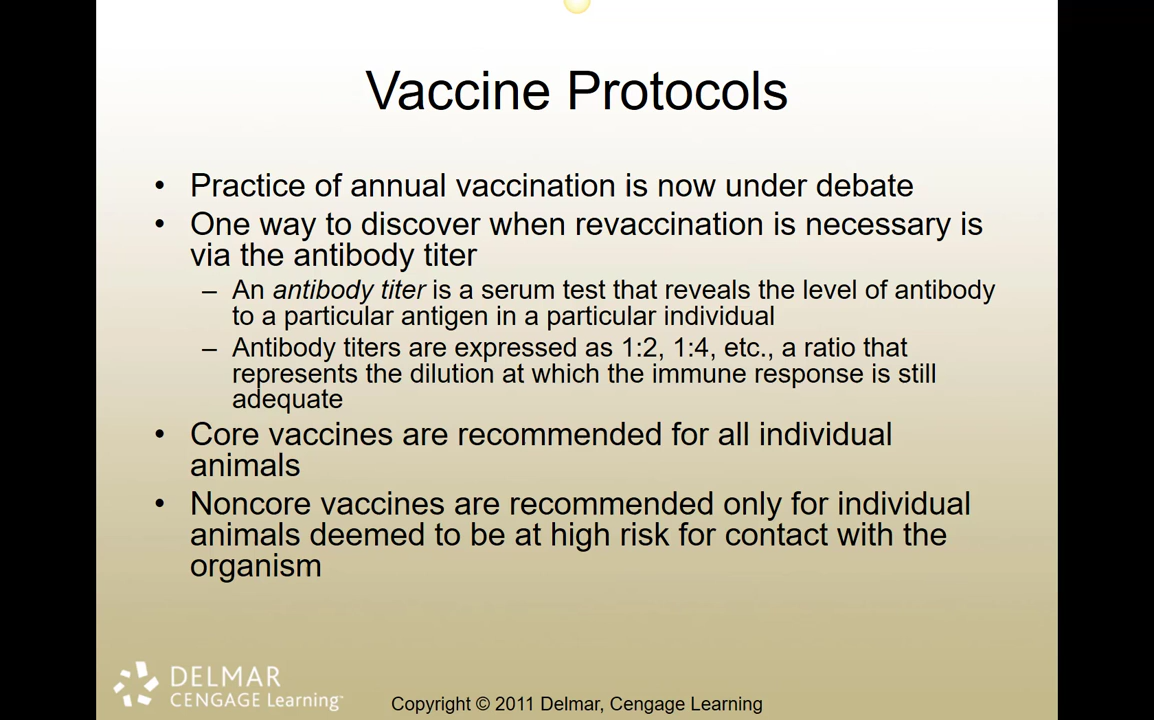 Vaccine Protocols
• Practice of annual vaccination is now under debate
• One way to discover when revaccination is necessary is
via the antibody titer
– An antibody titer is a serum test that reveals the level of antibody
to a particular antigen in a particular individual
– Antibody titers are expressed as 1:2, 1:4, etc., a ratio that
represents the dilution at which the immune response is still
adequate
• Core vaccines are recommended for all individual
animals
• Noncore vaccines are recommended only for individual
animals deemed to be at high risk for contact with the
organism
DELMAR
CENGAGE Learning™
Copyright © 2011 Delmar, Cengage Learning